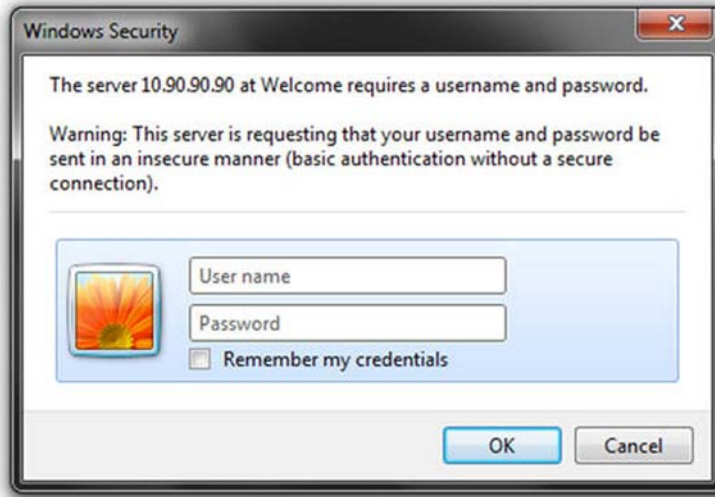 Windows Security
The server 10.90.90.90 at Welcome requires a username and password.
Warning: This server is requesting that your username and password be
sent in an insecure manner (basic authentication without a secure
connection).
User name
Password
Remember my credentials
OK
Cancel